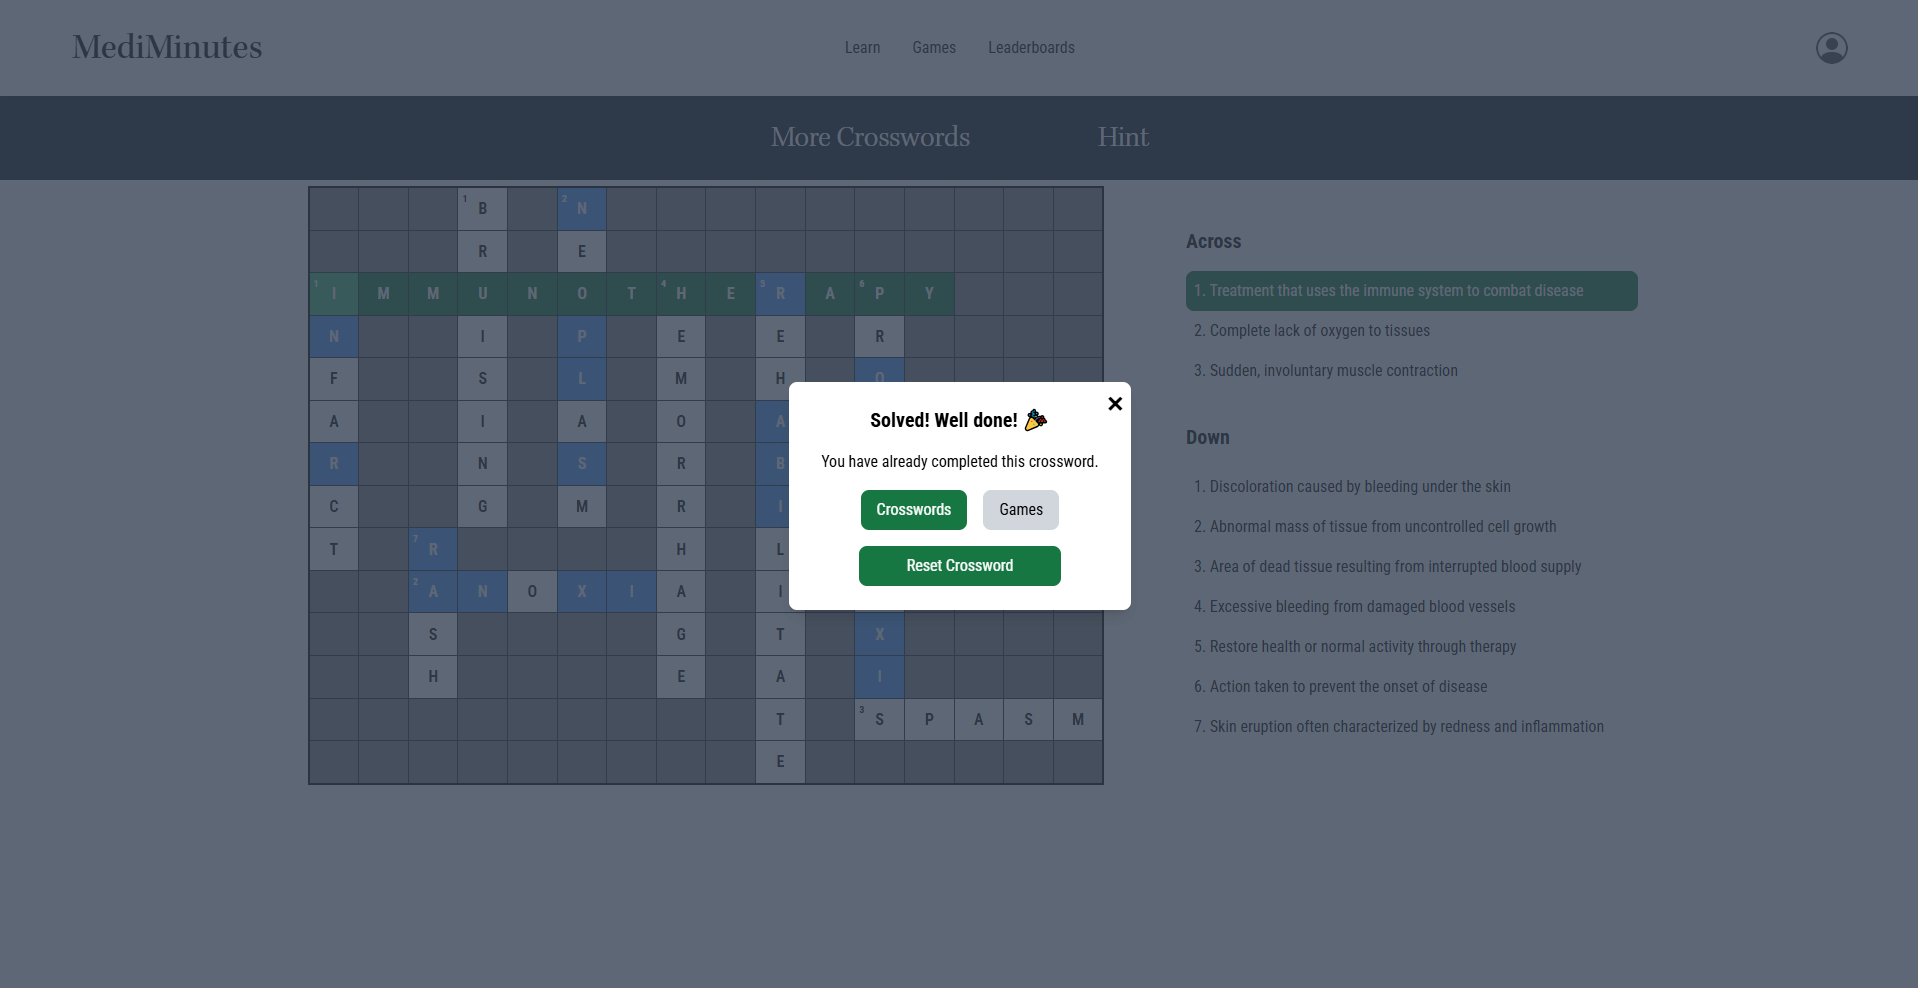 MediMinutes
Learn Games Leaderboards
More Crosswords Hint
1 B 2 N
R E
1 I M M U N O T 4 H E 5 R A 6 P Y
N I P E E R
F S L M H O
A I A O A
R N S R B
C G M R I
T 7 R H L
2 A N O X I A I
S G T X
H E A I
T 3 S P A S M
E
Across
1. Treatment that uses the immune system to combat disease
2. Complete lack of oxygen to tissues
3. Sudden, involuntary muscle contraction
Down
1. Discoloration caused by bleeding under the skin
2. Abnormal mass of tissue from uncontrolled cell growth
3. Area of dead tissue resulting from interrupted blood supply
4. Excessive bleeding from damaged blood vessels
5. Restore health or normal activity through therapy
6. Action taken to prevent the onset of disease
7. Skin eruption often characterized by redness and inflammation
Solved! Well done!
You have already completed this crossword.
Crosswords Games
Reset Crossword